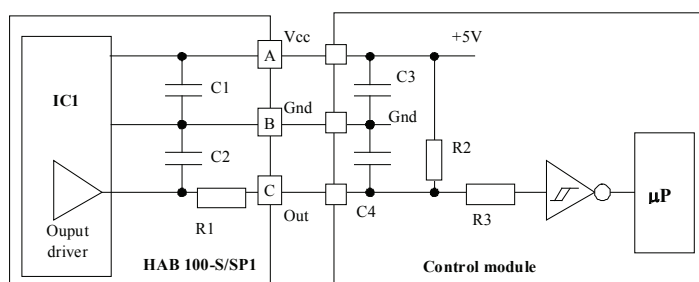 Vcc
+5V
A
C1
C3
IC1
Gnd
Gnd
B
C2
R2
µP
C
R1
Out
C4
R3
Ouput
driver
HAB 100-S/SP1
Control module